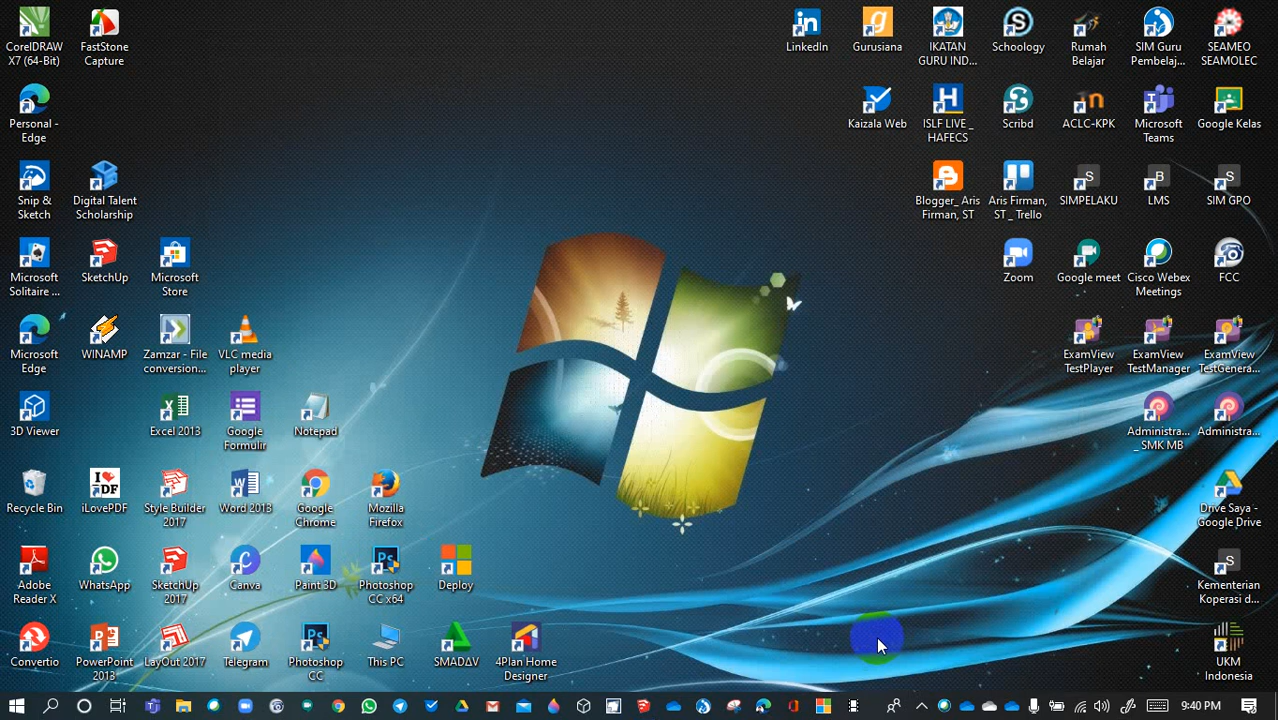 CorelDRAW
X7 (64-Bit)
FastStone
Capture
LinkedIn
Gurusiana
IKATAN
GURU IND...
Schoology
Rumah
Belajar
SIM Guru
Pembelaj...
SEAMEO
SEAMOLEC
Personal -
Edge
Kaizala Web
ISLF LIVE _
HAFECS
Scribd
ACLC-KPK
Microsoft
Teams
Google Kelas
Snip &
Sketch
Digital Talent
Scholarship
Blogger_ Aris
Firman, ST
Aris Firman,
ST _ Trello
S
SIMPELAKU
B
LMS
S
SIM GPO
Microsoft
Solitaire ...
SketchUp
Microsoft
Store
Zoom
Google meet
Cisco Webex
Meetings
FCC
Microsoft
Edge
WINAMP
Zamzar - File
conversion...
VLC media
player
ExamView
TestPlayer
ExamView
TestManager
ExamView
TestGenera...
3D Viewer
Excel 2013
Google
Formulir
Notepad
Administra...
_ SMK MB
Administra...
Recycle Bin
iLovePDF
Style Builder
2017
Word 2013
Google
Chrome
Mozilla
Firefox
Drive Saya -
Google Drive
Adobe
Reader X
WhatsApp
SketchUp
2017
Canva
Paint 3D
Photoshop
CC x64
Deploy
S
Kementerian
Koperasi d...
Convertio
PowerPoint
2013
LayOut 2017
Telegram
Photoshop
CC
This PC
SMADΔV
4Plan Home
Designer
UKM
Indonesia
9:40 PM